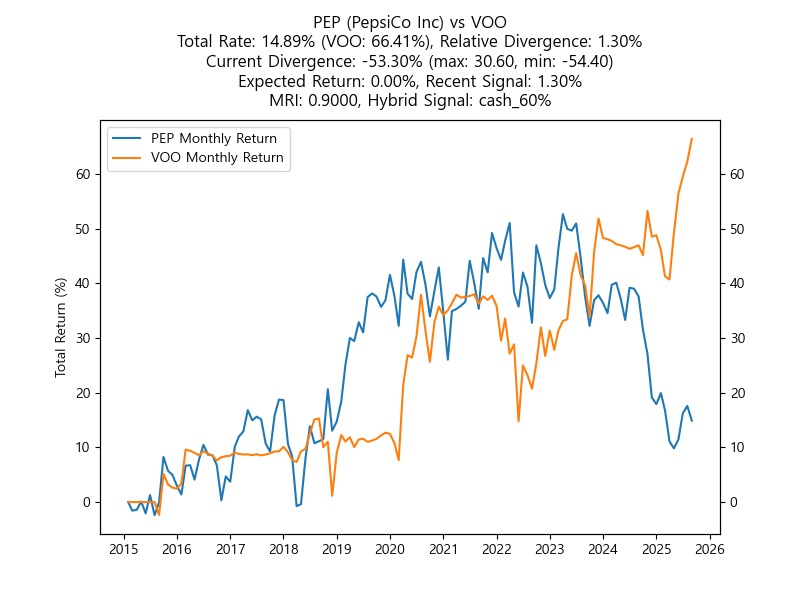 PEP (PepsiCo Inc) vs VOO
Total Rate: 14.89% (VOO: 66.41%), Relative Divergence: 1.30%
Current Divergence: -53.30% (max: 30.60, min: -54.40)
Expected Return: 0.00%, Recent Signal: 1.30%
MRI: 0.9000, Hybrid Signal: cash_60%
PEP Monthly Return
VOO Monthly Return
Total Return (%)
60 60
50 50
40 40
30 30
20 20
10 10
0 0
2015 2016 2017 2018 2019 2020 2021 2022 2023 2024 2025 2026